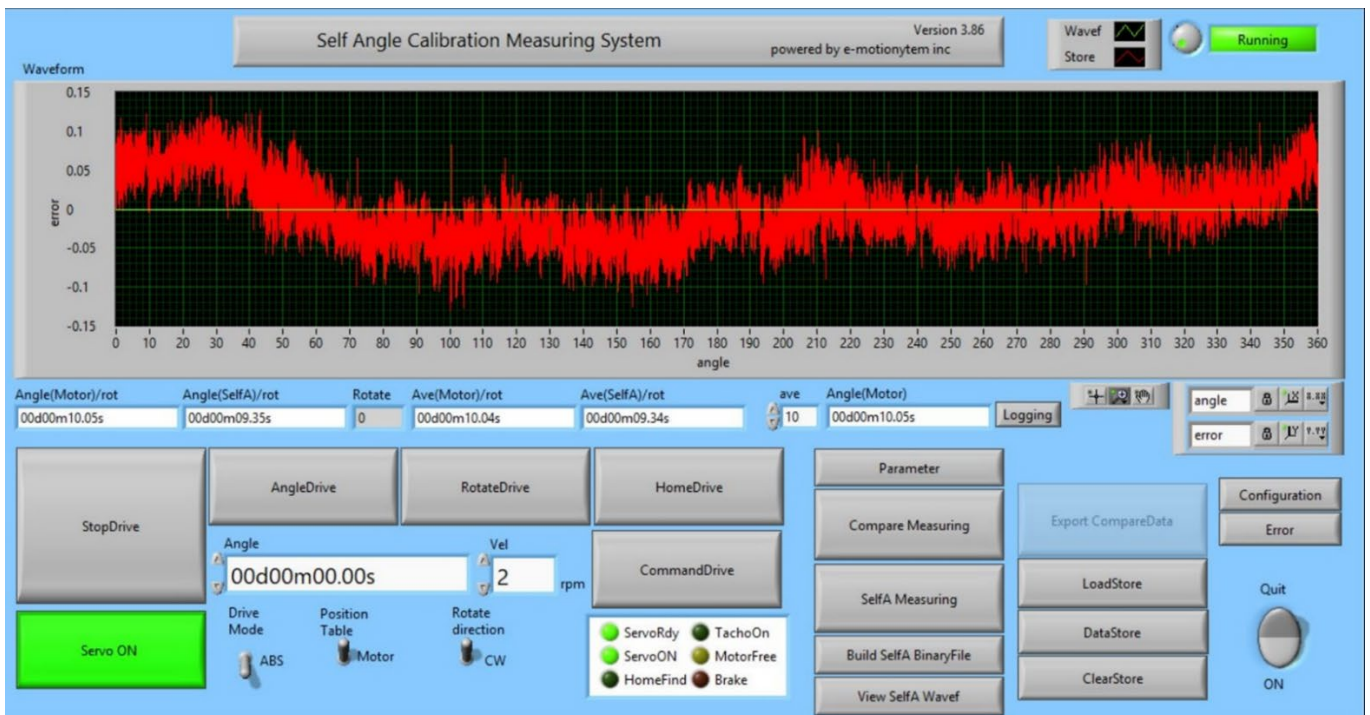 Self Angle Calibration Measuring System
Version 3.86
powered by e-motionytem inc
Wavef
Store
Running
Waveform
0.15
0.1
0.05
0
-0.05
-0.1
-0.15
error
0 10 20 30 40 50 60 70 80 90 100 110 120 130 140 150 160 170 180 190 200 210 220 230 240 250 260 270 280 290 300 310 320 330 340 350 360
angle
Angle(Motor)/rot Angle(SelfA)/rot Rotate Ave(Motor)/rot Ave(SelfA)/rot ave Angle(Motor)
00d00m10.05s 00d00m09.35s 0 00d00m10.04s 00d00m09.34s 10 00d00m10.05s Logging
angle
error
StopDrive
AngleDrive
RotateDrive
HomeDrive
Angle
00d00m00.00s
Vel
2 rpm
CommandDrive
Servo ON
Drive
Mode
ABS
Position
Table
Motor
Rotate
direction
CW
ServoRdy TachoOn
ServoON MotorFree
HomeFind Brake
Parameter
Compare Measuring
SelfA Measuring
Build SelfA BinaryFile
View SelfA Wavef
Export CompareData
LoadStore
DataStore
ClearStore
Configuration
Error
Quit
ON